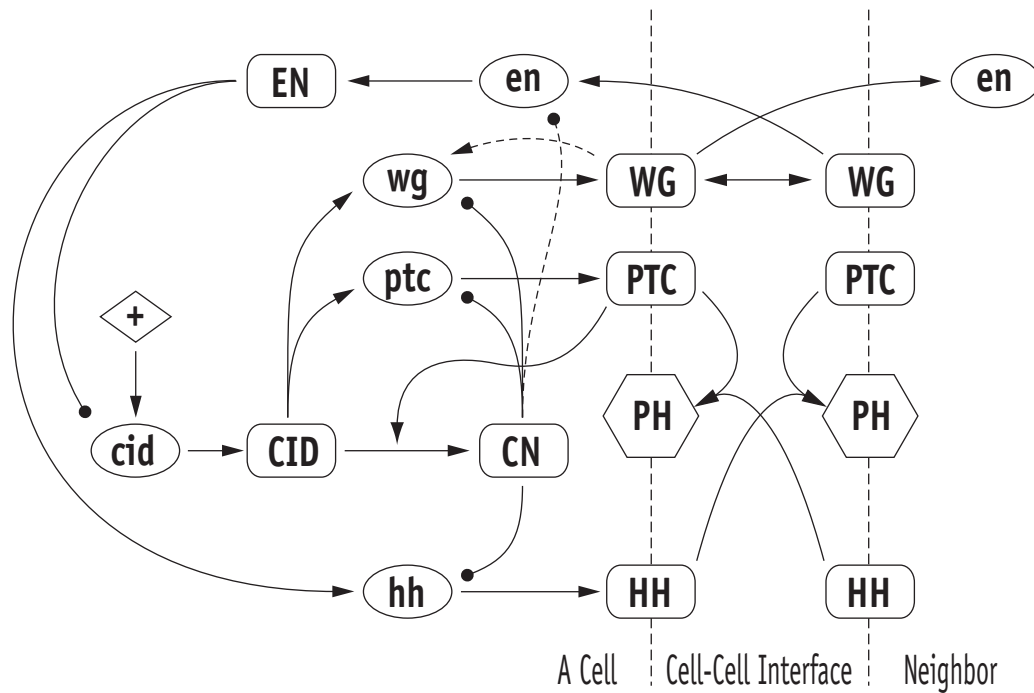 EN en en
wg WG WG
ptc PTC PTC
+
PH PH
cid CID CN
hh HH HH
A Cell Cell-Cell Interface Neighbor